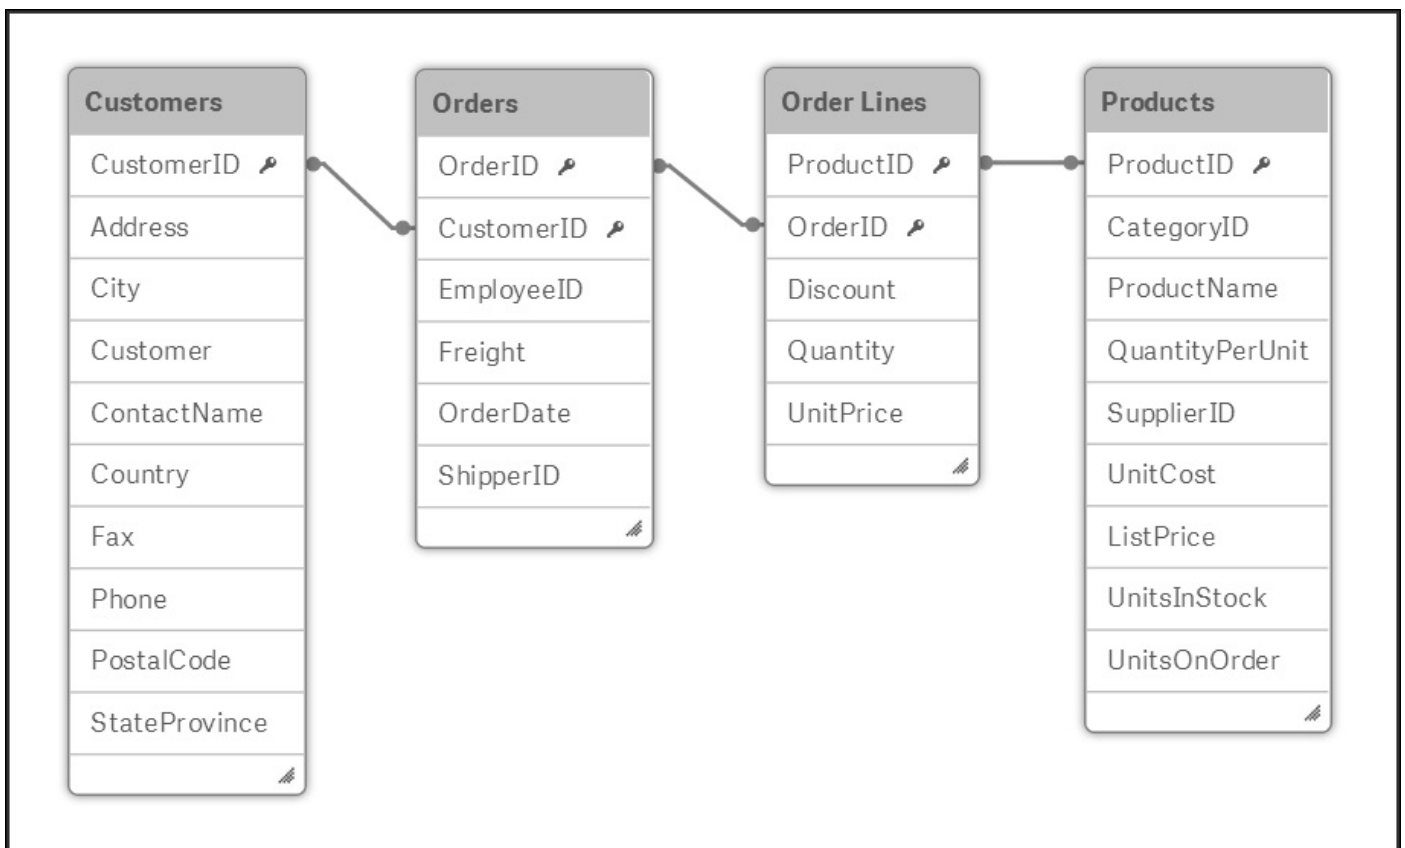 Customers
CustomerID
Address
City
Customer
ContactName
Country
Fax
Phone
PostalCode
StateProvince
Orders
OrderID
CustomerID
EmployeeID
Freight
OrderDate
ShipperID
Order Lines
ProductID
OrderID
Discount
Quantity
UnitPrice
Products
ProductID
CategoryID
ProductName
QuantityPerUnit
SupplierID
UnitCost
ListPrice
UnitsInStock
UnitsOnOrder